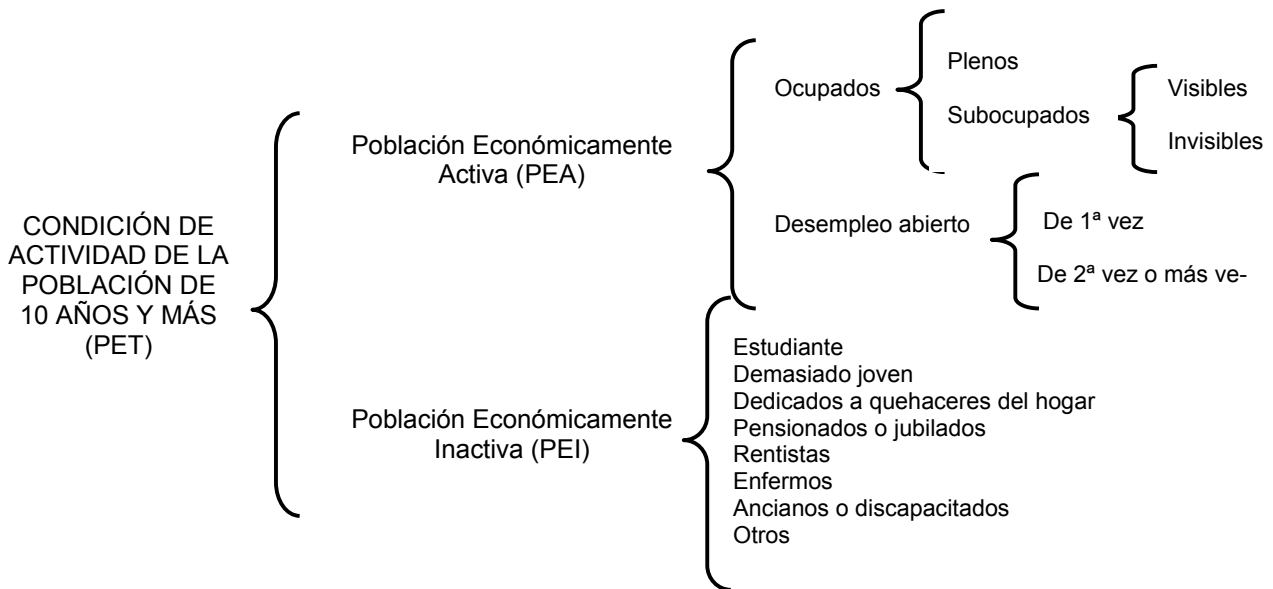 CONDICIÓN DE
ACTIVIDAD DE LA
POBLACIÓN DE
10 AÑOS Y MÁS
(PET)
Población Económicamente
Activa (PEA)
Ocupados
Plenos
Subocupados
Visibles
Invisibles
Desempleo abierto
De 1ª vez
De 2ª vez o más ve-
Población Económicamente
Inactiva (PEI)
Estudiante
Demasiado joven
Dedicados a quehaceres del hogar
Pensionados o jubilados
Rentistas
Enfermos
Ancianos o discapacitados
Otros